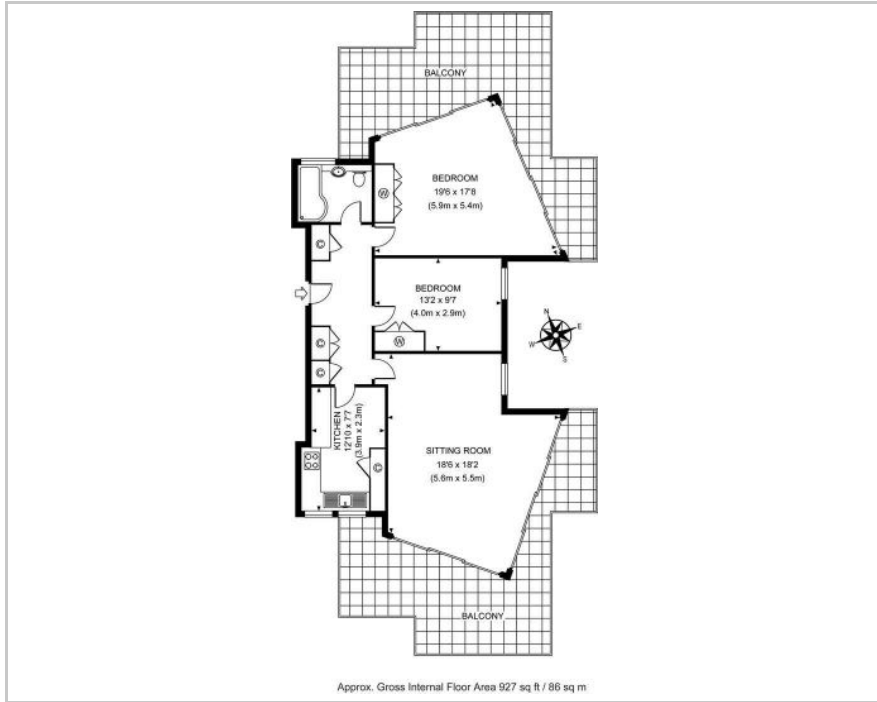 BALCONY
BEDROOM
19'6 x 17'8
(5.9m x 5.4m)
W
C
BEDROOM
13'2 x 9'7
(4.0m x 2.9m)
W
N
E
W
S
C
C
KITCHEN
12'10 x 7'7
(3.9m x 2.3m)
C
SITTING ROOM
18'6 x 18'2
(5.6m x 5.5m)
BALCONY
Approx. Gross Internal Floor Area 927 sq ft / 86 sq m